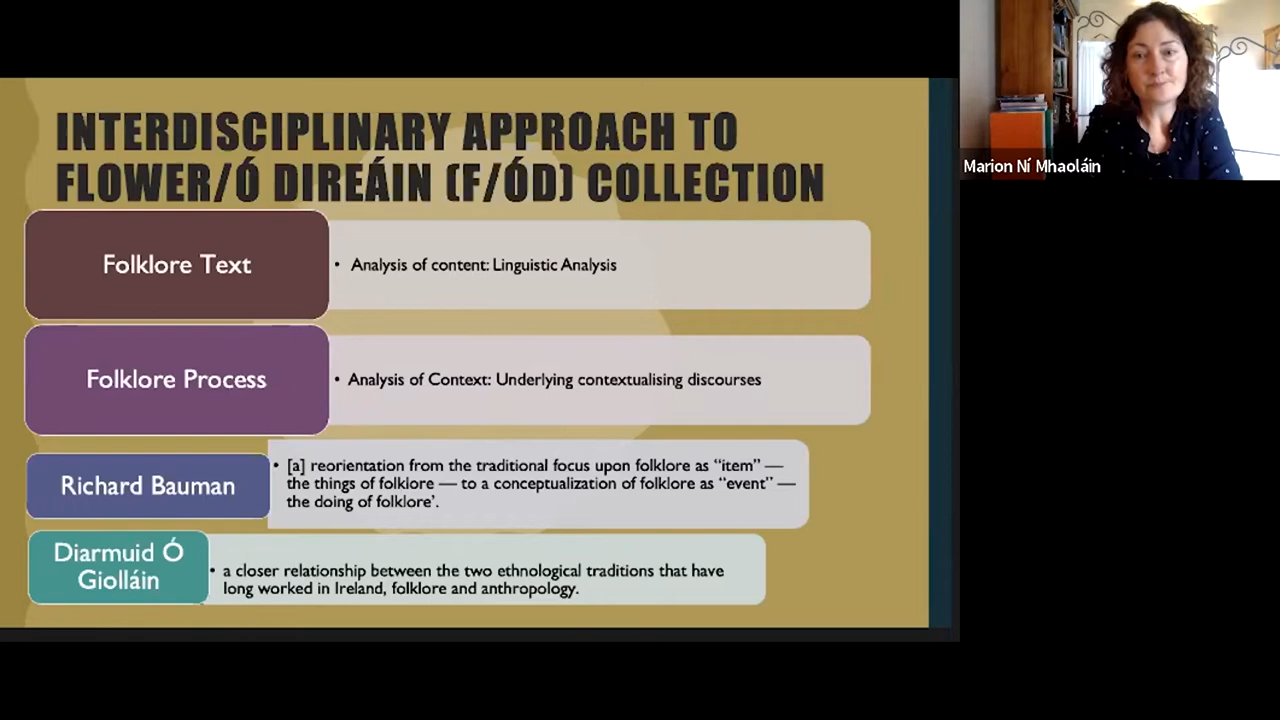 INTERDISCIPLINARY APPROACH TO
FLOWER/Ó DIREÁIN (F/ÓD) COLLECTION
Folklore Text
• Analysis of content: Linguistic Analysis
Folklore Process
• Analysis of Context: Underlying contextualising discourses
Richard Bauman
• [a] reorientation from the traditional focus upon folklore as “item” —
the things of folklore — to a conceptualization of folklore as “event” —
the doing of folklore’.
Diarmuid Ó
Giolláin
• a closer relationship between the two ethnological traditions that have
long worked in Ireland, folklore and anthropology.
Marion Ní Mhaoláin